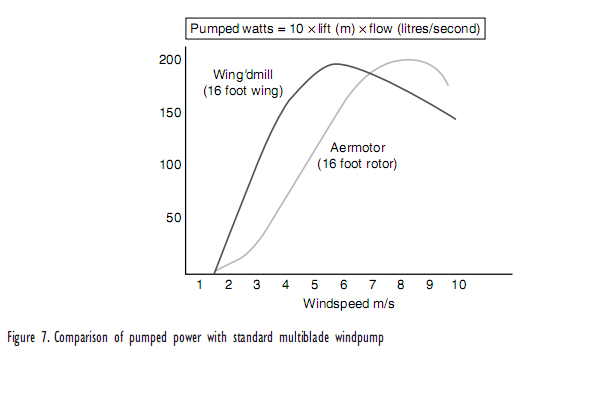 Pumped watts = 10 × lift (m) × flow (litres/second)
200
Wing'dmill
(16 foot wing)
150
Aermotor
(16 foot rotor)
100
50
1 2 3 4 5 6 7 8 9 10
Windspeed m/s
Figure 7. Comparison of pumped power with standard multiblade windpump